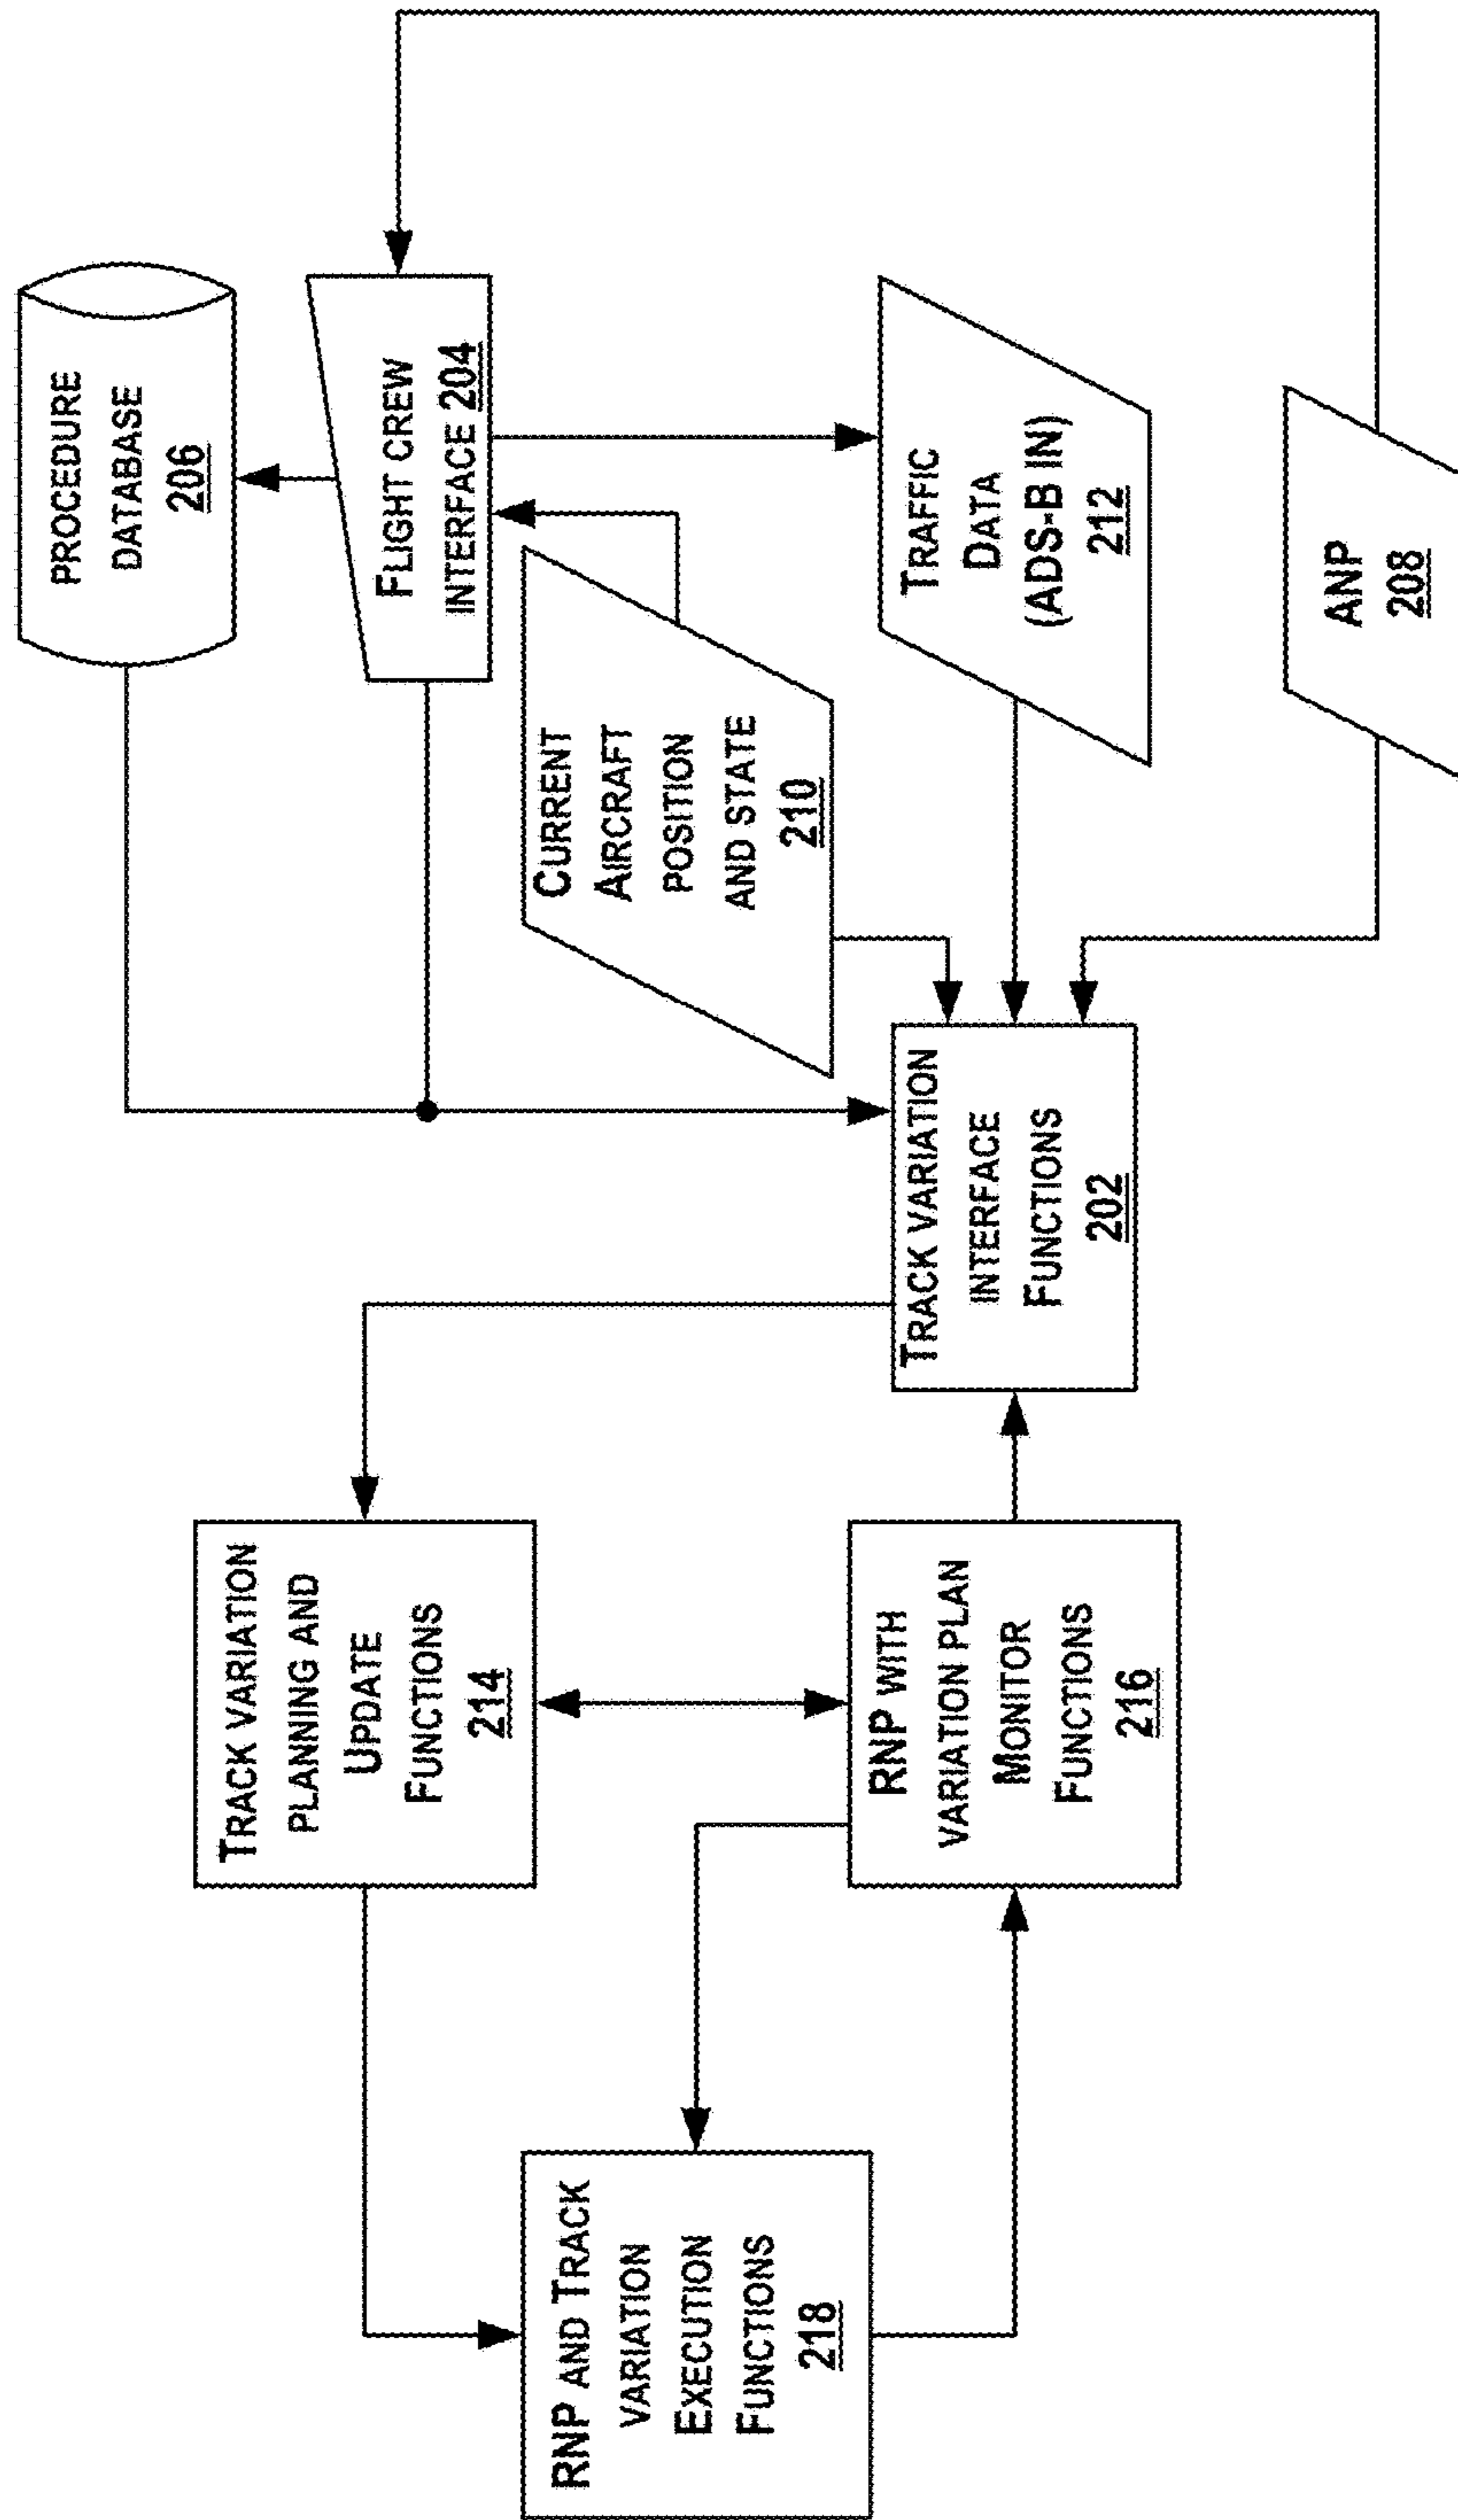 PROCEDURE
DATABASE
206
FLIGHT CREW
INTERFACE 204
CURRENT
AIRCRAFT
POSITION
AND STATE
210
TRAFFIC
DATA
(ADS-B IN)
212
ANP
208
TRACK VARIATION
INTERFACE
FUNCTIONS
202
TRACK VARIATION
PLANNING AND
UPDATE
FUNCTIONS
214
RNP WITH
VARIATION PLAN
MONITOR
FUNCTIONS
216
RNP AND TRACK
VARIATION
EXECUTION
FUNCTIONS
218